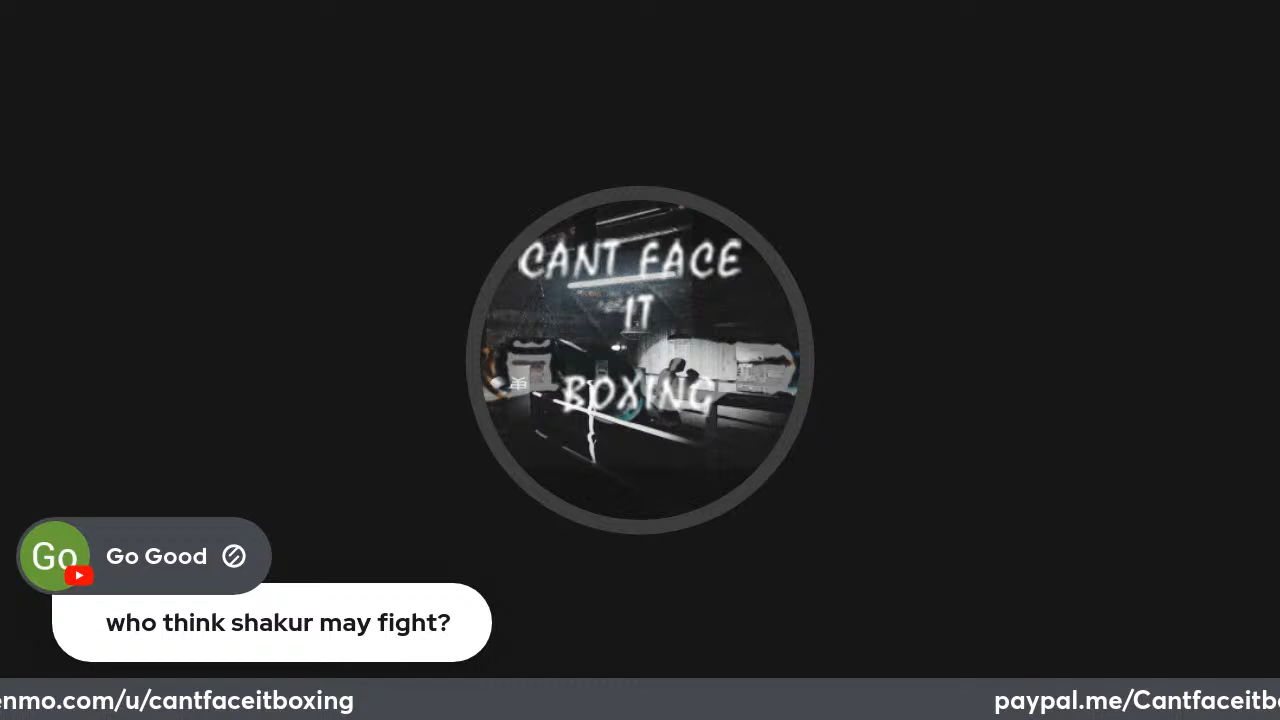 CANT FACE
IT
BOXING
Go
Go Good
who think shakur may fight?
enmo.com/u/cantfaceitboxing
paypal.me/Cantfaceitbo